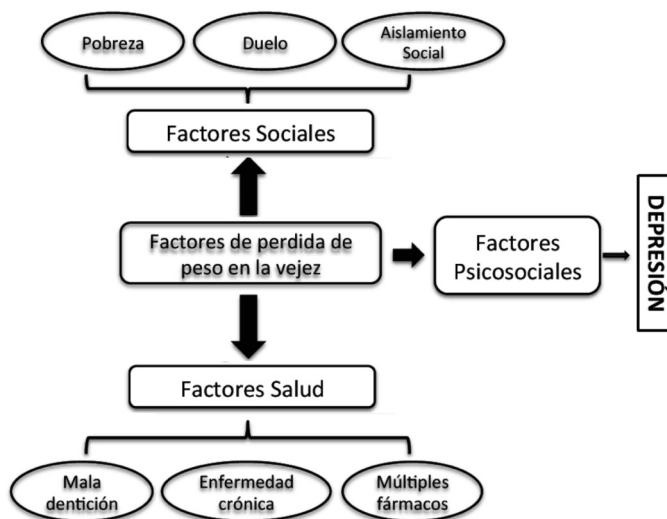 Pobreza
Duelo
Aislamiento
Social
Factores Sociales
Factores de perdida de
peso en la vejez
Factores
Psicosociales
DEPRESIÓN
Factores Salud
Mala
dentición
Enfermedad
crónica
Múltiples
fármacos